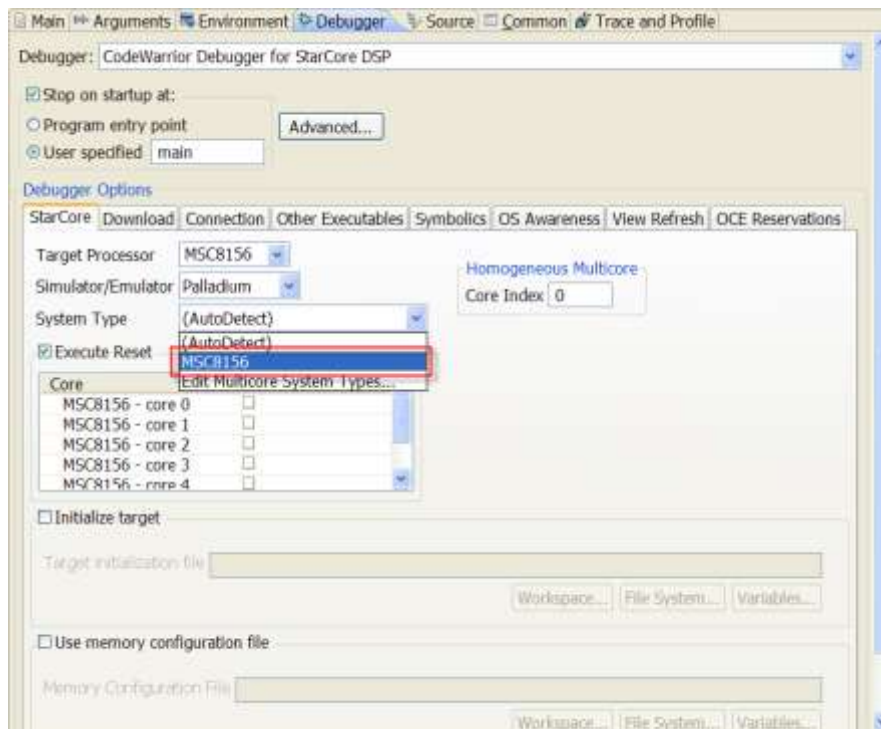 Main Arguments Environment Debugger Source Common Trace and Profile
Debugger: CodeWarrior Debugger for StarCore DSP
Stop on startup at:
Program entry point Advanced...
User specified main
Debugger Options
StarCore Download Connection Other Executables Symbolics OS Awareness View Refresh OCE Reservations
Target Processor MSC8156
Homogeneous Multicore
Simulator/Emulator Palladium Core Index 0
System Type (AutoDetect)
(AutoDetect)
Execute Reset MSC8156
Core Edit Multicore System Types...
MSC8156 - core 0
MSC8156 - core 1
MSC8156 - core 2
MSC8156 - core 3
MSC8156 - core 4
Initialize target
Target initialization file
Workspace... File System... Variables...
Use memory configuration file
Memory Configuration File
Workspace... File System... Variables...